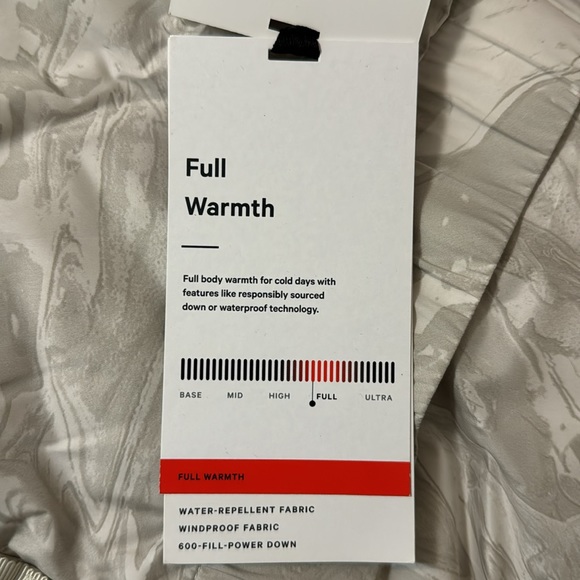 Full
Warmth
Full body warmth for cold days with
features like responsibly sourced
down or waterproof technology.
BASE MID HIGH FULL ULTRA
FULL WARMTH
WATER-REPELLENT FABRIC
WINDPROOF FABRIC
600-FILL-POWER DOWN